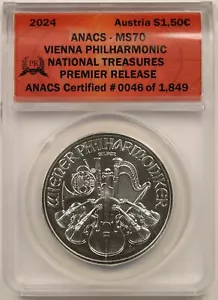 2024 Austria $1,50C
ANACS - MS70
VIENNA PHILHARMONIC
NATIONAL TREASURES
PREMIER RELEASE
ANACS Certified # 0046 of 1,849
PR
WIENER PHILHARMONIKER